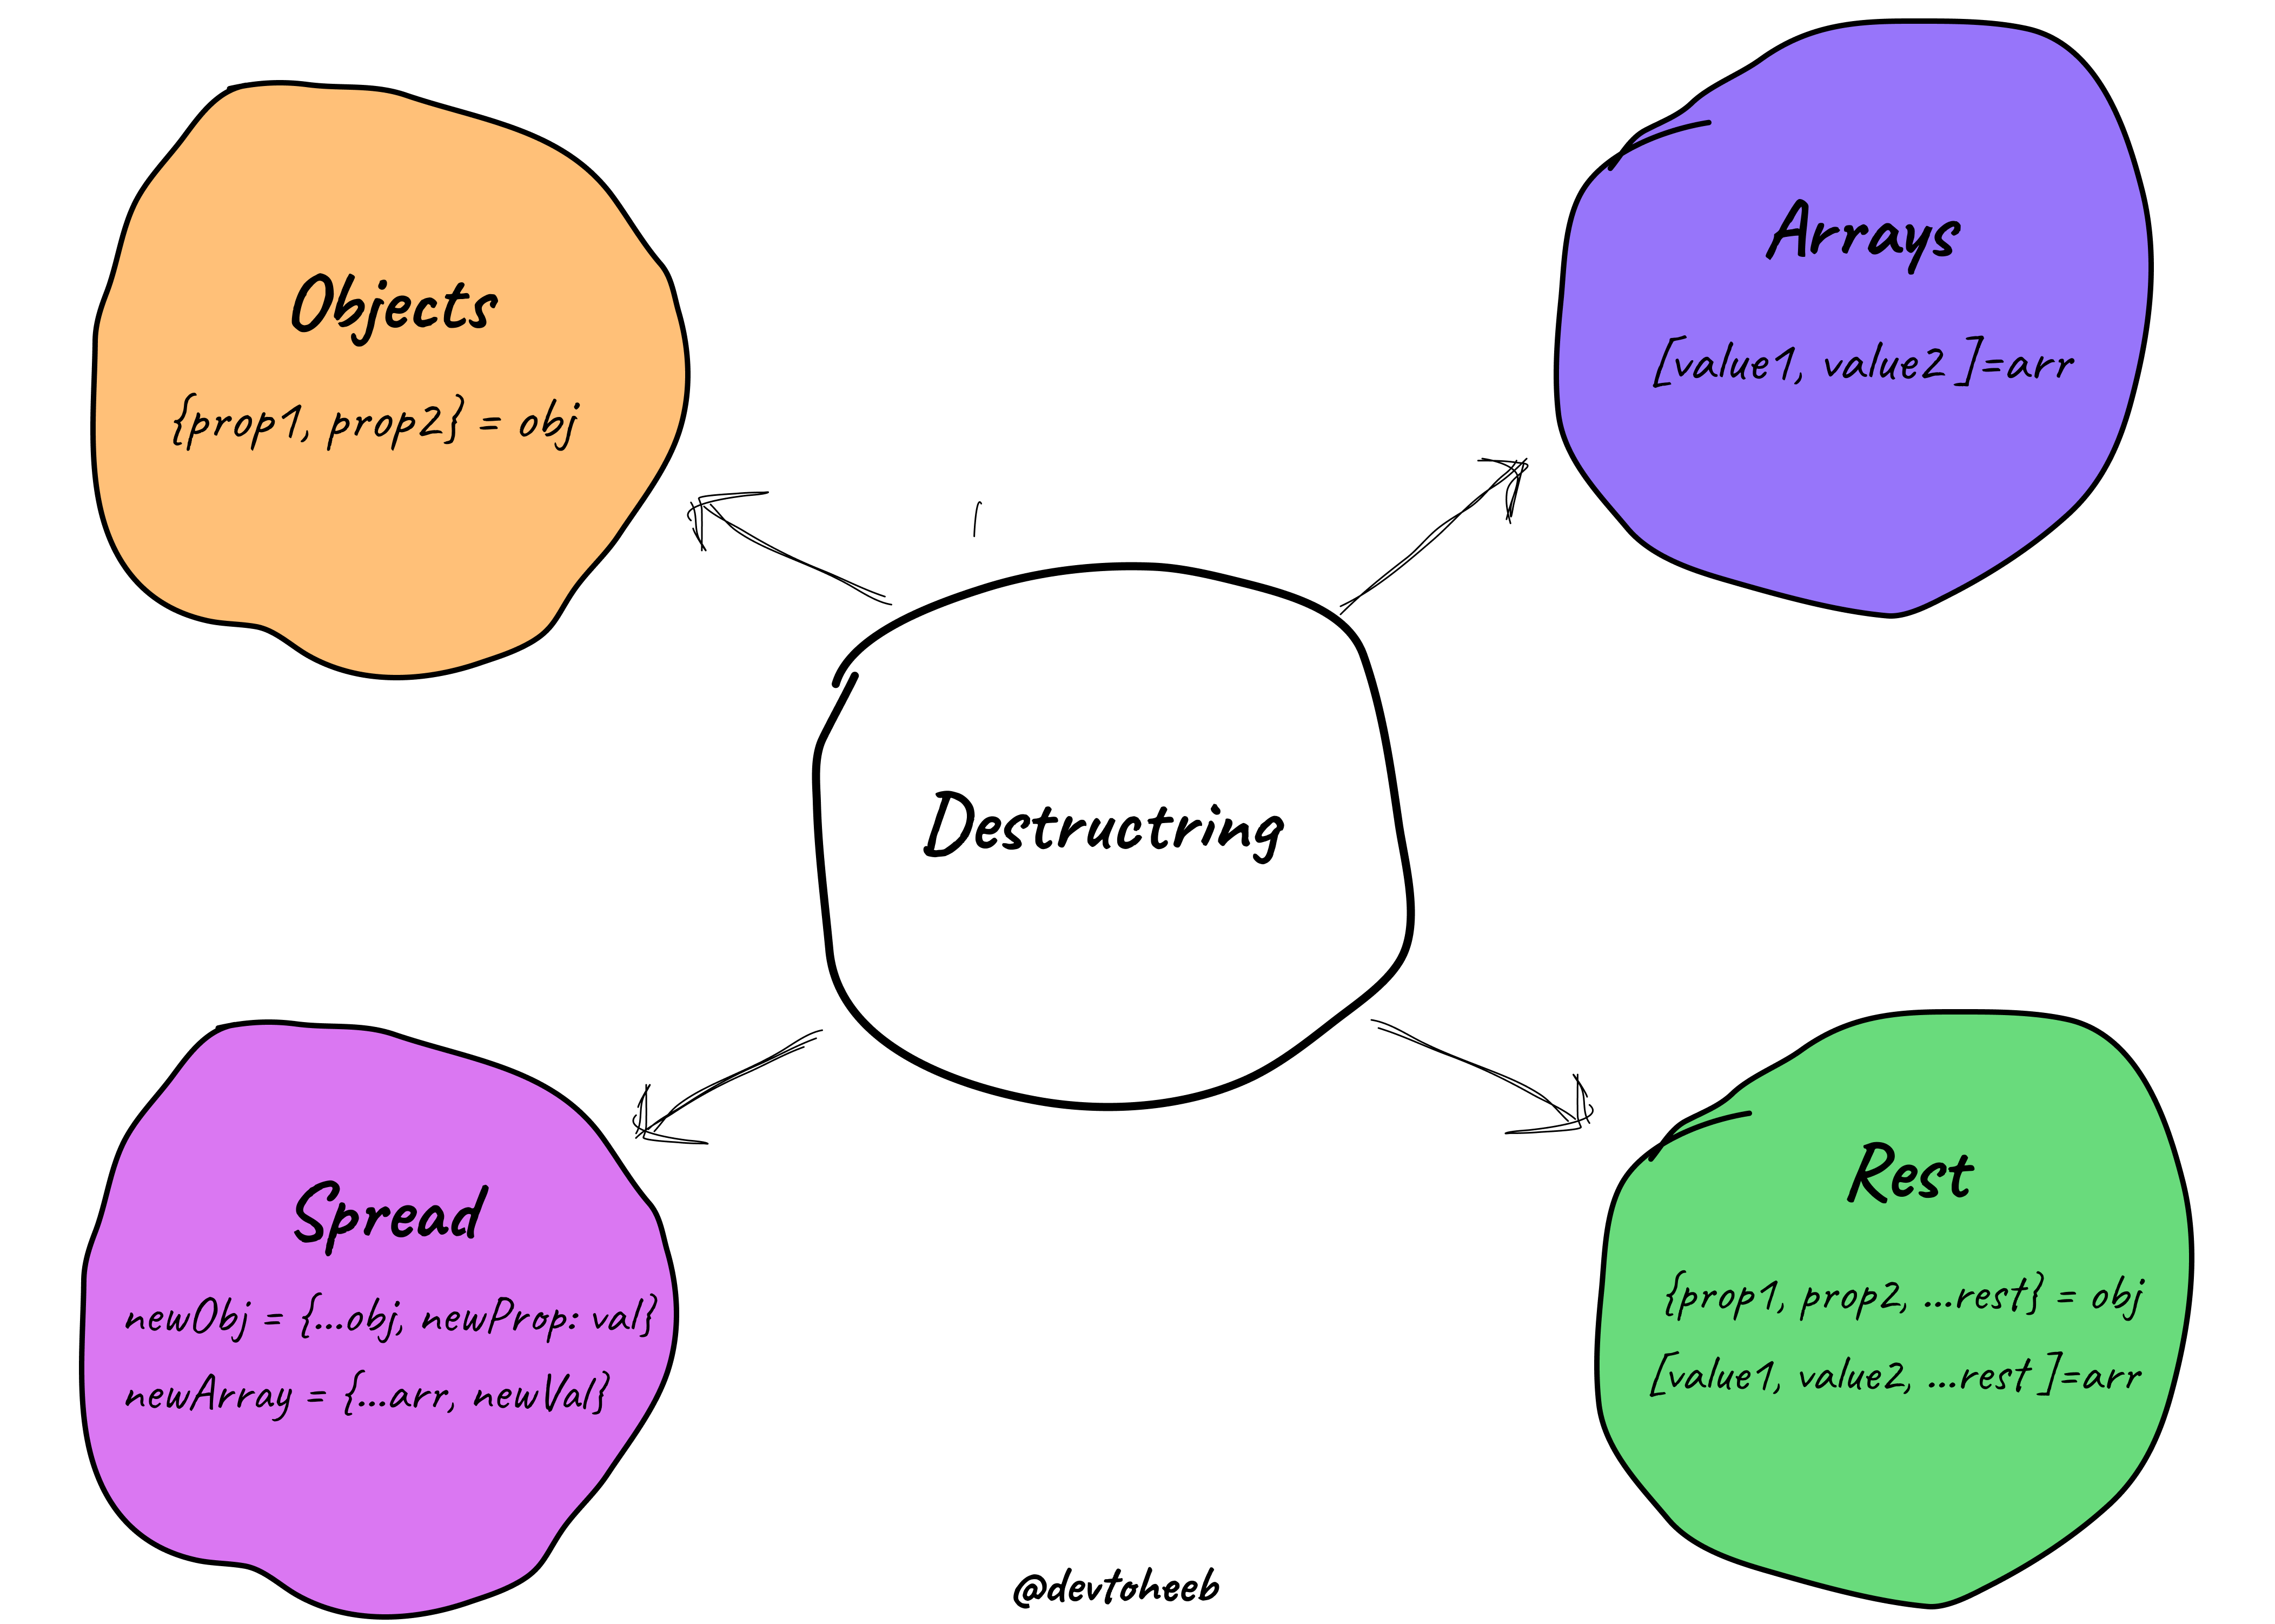 Objects
{prop1, prop2} = obj
Arrays
[value1, value2 ]=arr
Destructring
Spread
newObj = {...obj, newProp: val}
newArray = {...arr, newVal}
Rest
{prop1, prop2, ...rest} = obj
[value1, value2, ...rest ]=arr
@devtoheeb